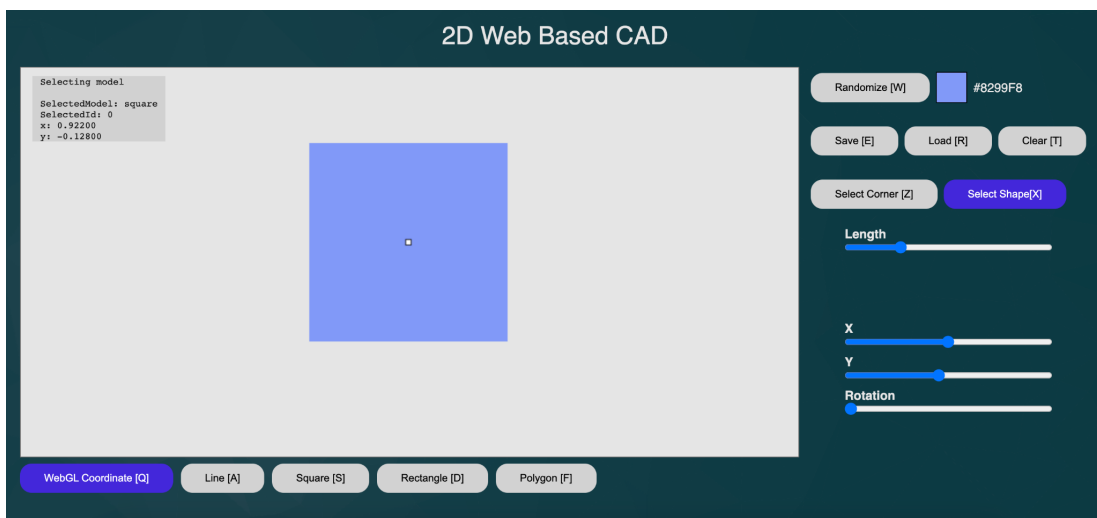 2D Web Based CAD
Selecting model
SelectedModel: square
SelectedId: 0
x: 0.92200
y: -0.12800
Randomize [W]
#8299F8
Save [E]
Load [R]
Clear [T]
Select Corner [Z]
Select Shape[X]
Length
X
Y
Rotation
WebGL Coordinate [Q]
Line [A]
Square [S]
Rectangle [D]
Polygon [F]